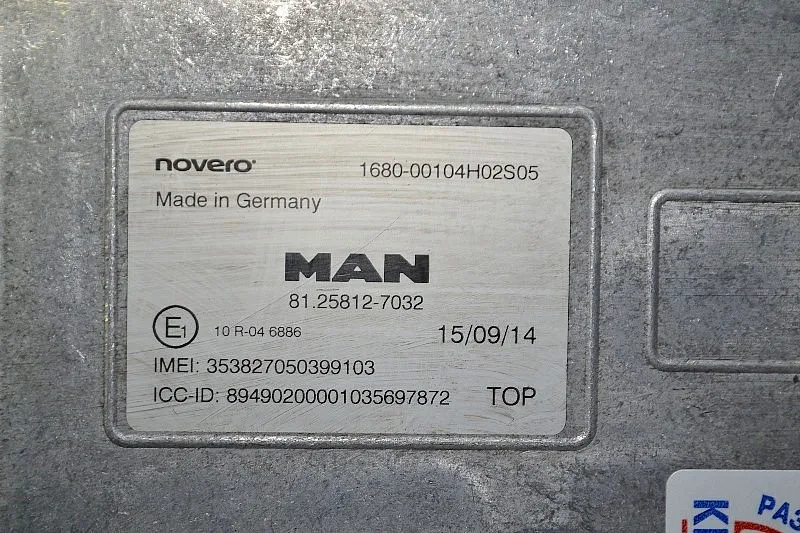 novero
1680-00104H02S05
Made in Germany
MAN
81.25812-7032
E1
10 R-04 6886
15/09/14
IMEI: 353827050399103
ICC-ID: 89490200001035697872
TOP